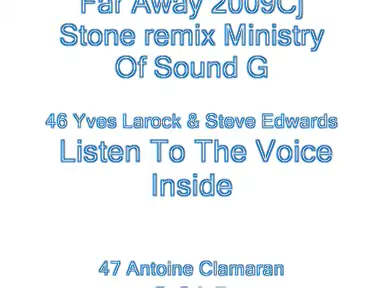 Far Away 2009Cj
Stone remix Ministry
Of Sound G
46 Yves Larock & Steve Edwards
Listen To The Voice
Inside
47 Antoine Clamaran